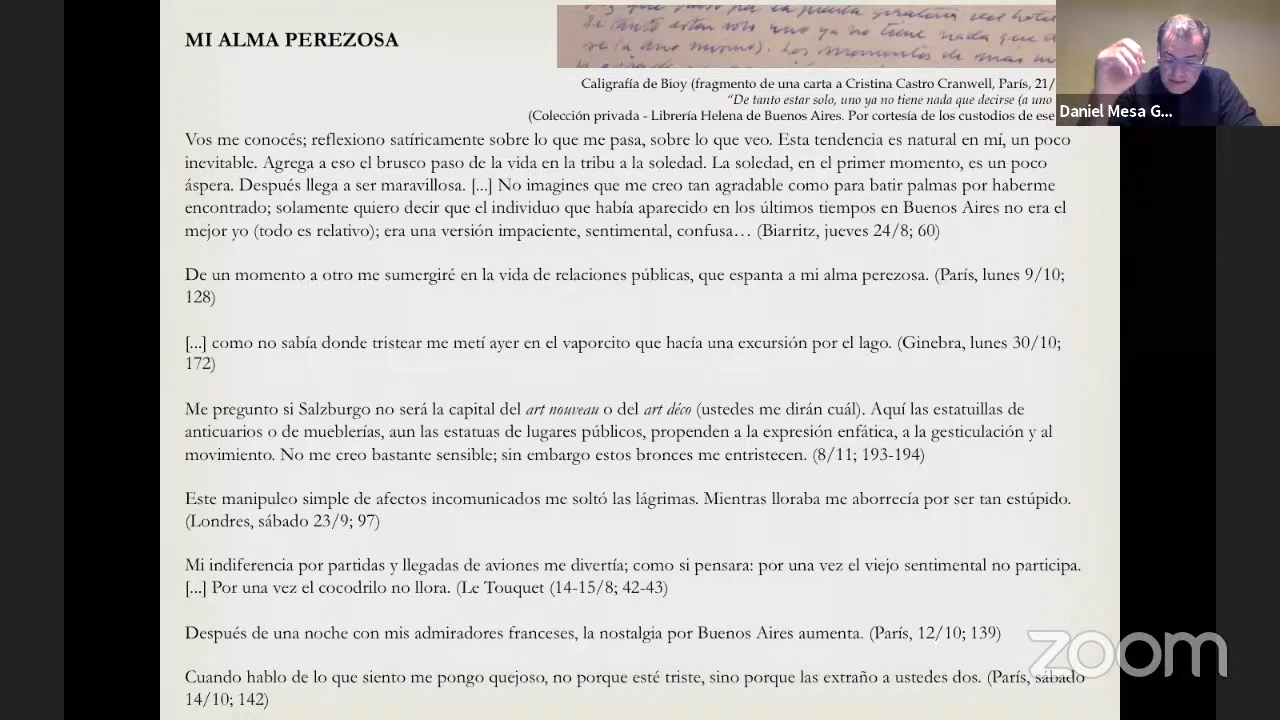 MI ALMA PEREZOSA
De tanto estar solo uno ya no tiene nada que
Caligrafía de Bioy (fragmento de una carta a Cristina Castro Cranwell, París, 21/
“De tanto estar solo, uno ya no tiene nada que decirse (a uno
(Colección privada - Librería Helena de Buenos Aires. Por cortesía de los custodios de ese
Daniel Mesa G...
Vos me conocés; reflexiono satíricamente sobre lo que me pasa, sobre lo que veo. Esta tendencia es natural en mí, un poco
inevitable. Agrega a eso el brusco paso de la vida en la tribu a la soledad. La soledad, en el primer momento, es un poco
áspera. Después llega a ser maravillosa. [...] No imagines que me creo tan agradable como para batir palmas por haberme
encontrado; solamente quiero decir que el individuo que había aparecido en los últimos tiempos en Buenos Aires no era el
mejor yo (todo es relativo); era una versión impaciente, sentimental, confusa… (Biarritz, jueves 24/8; 60)
De un momento a otro me sumergiré en la vida de relaciones públicas, que espanta a mi alma perezosa. (París, lunes 9/10;
128)
[...] como no sabía donde tristear me metí ayer en el vaporcito que hacía una excursión por el lago. (Ginebra, lunes 30/10;
172)
Me pregunto si Salzburgo no será la capital del art nouveau o del art déco (ustedes me dirán cuál). Aquí las estatuillas de
anticuarios o de mueblerías, aun las estatuas de lugares públicos, propenden a la expresión enfática, a la gesticulación y al
movimiento. No me creo bastante sensible; sin embargo estos bronces me entristecen. (8/11; 193-194)
Este manipuleo simple de afectos incomunicados me soltó las lágrimas. Mientras lloraba me aborrecía por ser tan estúpido.
(Londres, sábado 23/9; 97)
Mi indiferencia por partidas y llegadas de aviones me divertía; como si pensara: por una vez el viejo sentimental no participa.
[...] Por una vez el cocodrilo no llora. (Le Touquet (14-15/8; 42-43)
Después de una noche con mis admiradores franceses, la nostalgia por Buenos Aires aumenta. (París, 12/10; 139)
Cuando hablo de lo que siento me pongo quejoso, no porque esté triste, sino porque las extraño a ustedes dos. (París, sábado
14/10; 142)
zoom